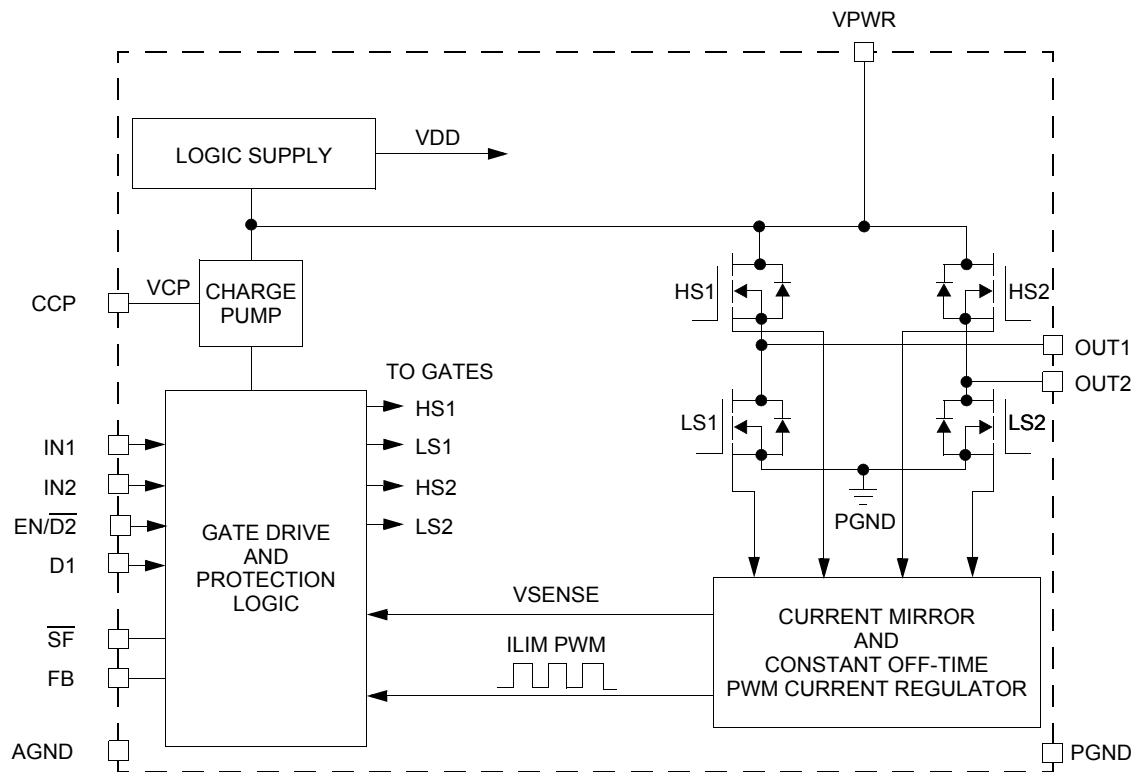 VPWR
LOGIC SUPPLY
VDD
CCP
VCP
CHARGE
PUMP
HS1
HS2
OUT1
OUT2
TO GATES
HS1
LS1
HS2
LS2
LS1
LS2
PGND
IN1
IN2
EN/D2
D1
SF
FB
AGND
GATE DRIVE
AND
PROTECTION
LOGIC
VSENSE
ILIM PWM
CURRENT MIRROR
AND
CONSTANT OFF-TIME
PWM CURRENT REGULATOR
PGND